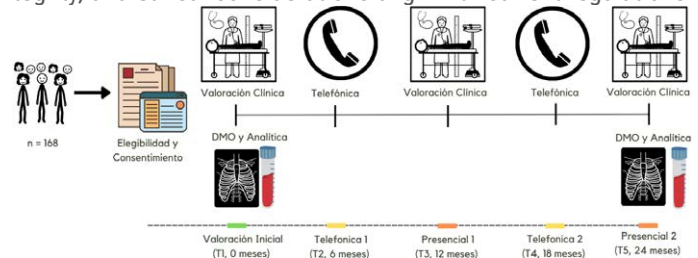 Valoración Clínica
Telefónica
Valoración Clínica
Telefónica
Valoración Clínica
n = 168
Elegibilidad y
Consentimiento
DMO y Analítica
DMO y Analítica
Valoración Inicial
(T1, 0 meses)
Telefonica 1
(T2, 6 meses)
Presencial 1
(T3, 12 meses)
Telefonica 2
(T4, 18 meses)
Presencial 2
(T5, 24 meses)